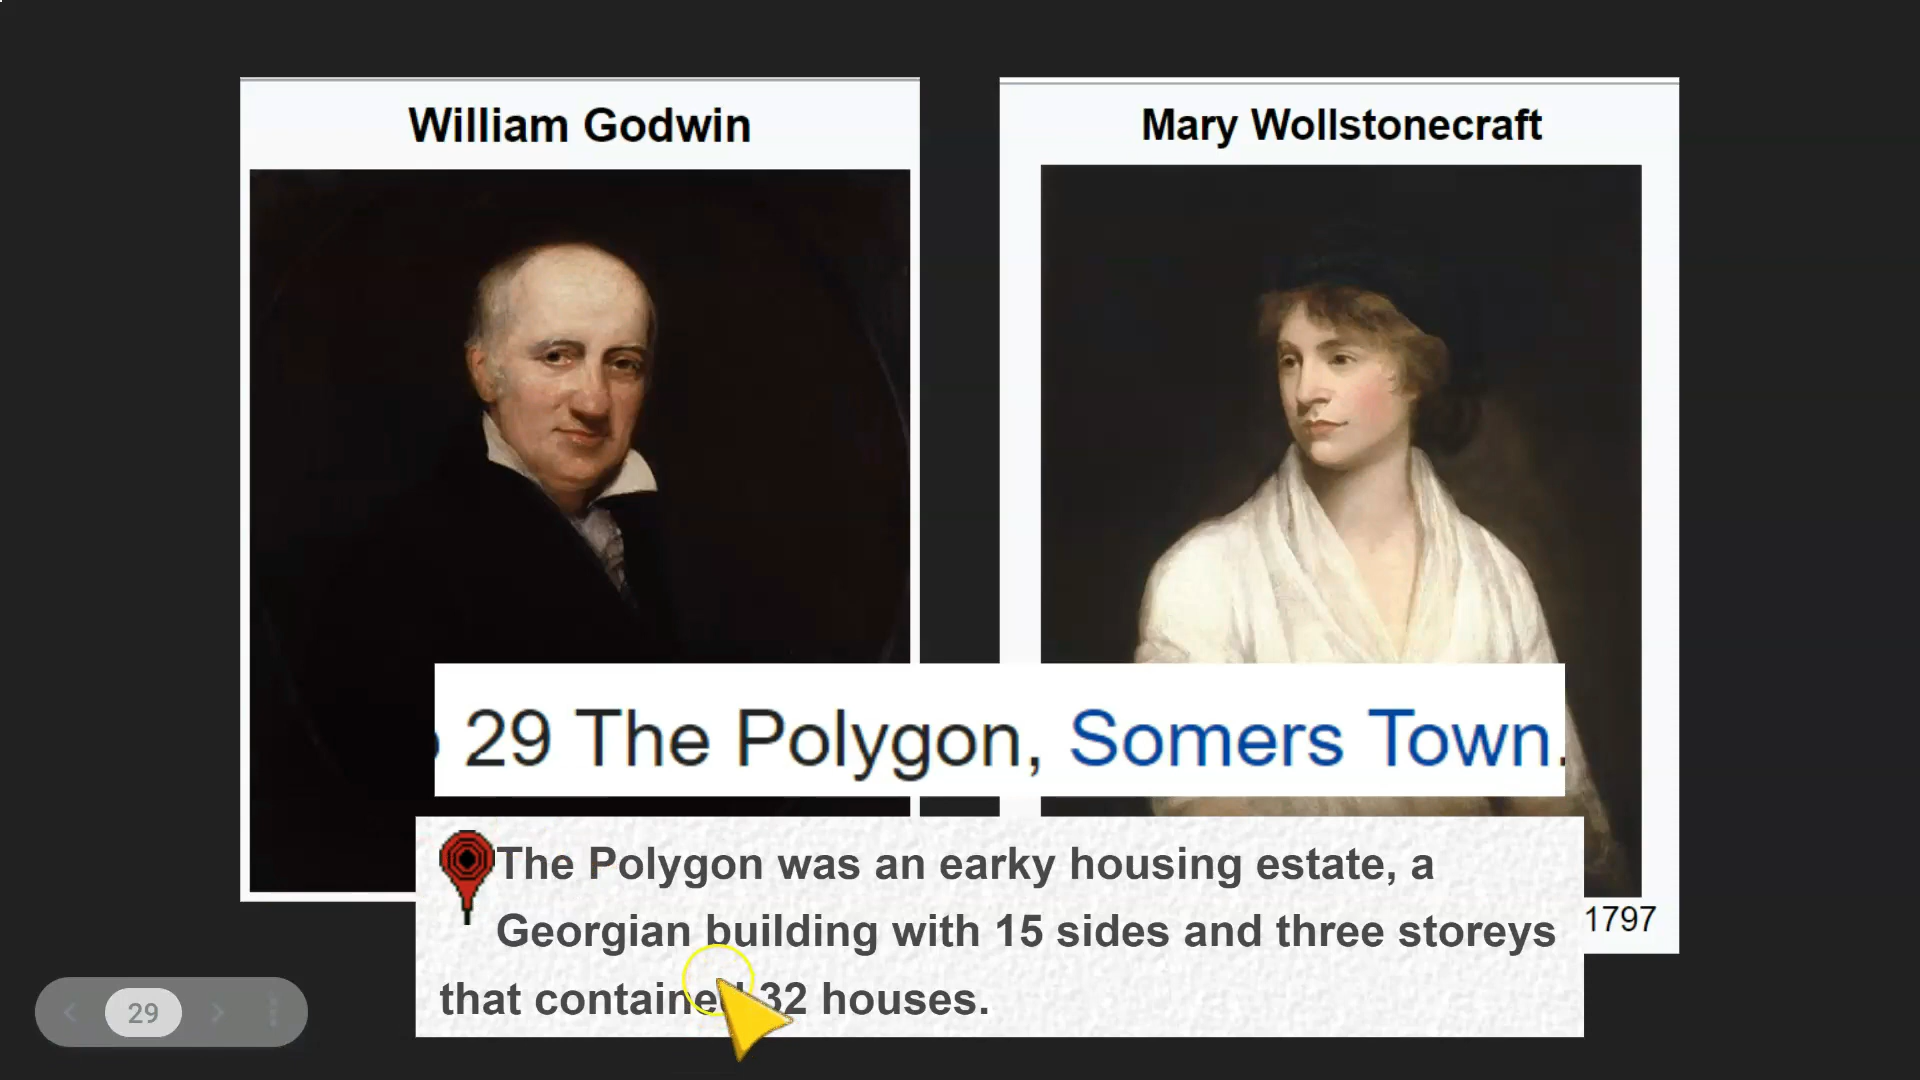 William Godwin
Mary Wollstonecraft
29 The Polygon, Somers Town.
The Polygon was an earky housing estate, a
Georgian building with 15 sides and three storeys
that contained 32 houses.
1797
29